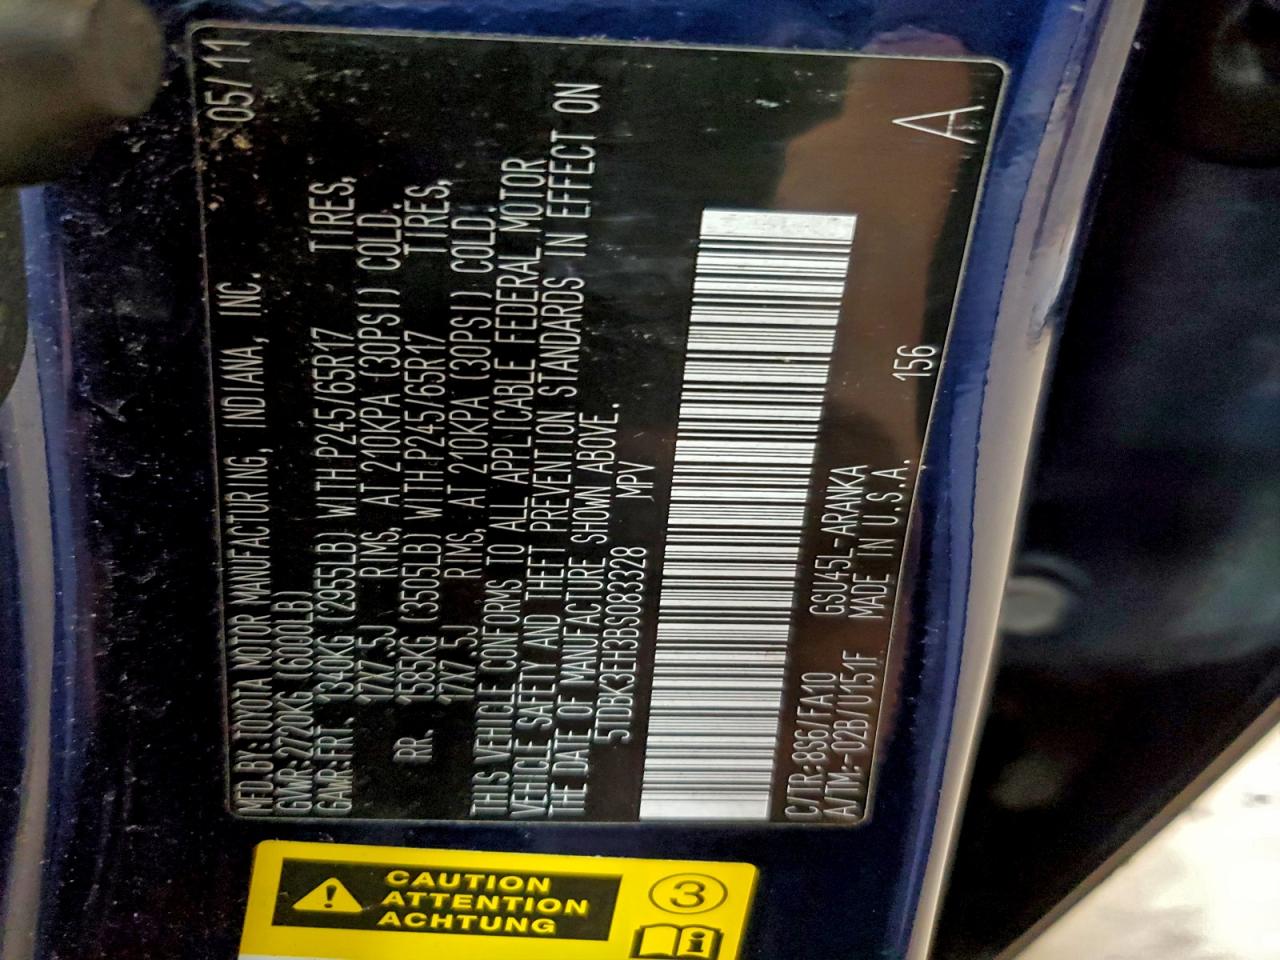 MFD.BY:TOYOTA MOTOR MANUFACTURING, INDIANA, INC. 05/11
GVWR:2720KG (6000LB)
GAWR:FRT. 1340KG (2955LB) WITH P245/65R17 TIRES,
17X7.5J RIMS, AT 210KPA (30PSI) COLD.
RR. 1585KG (3505LB) WITH P245/65R17 TIRES,
17X7.5J RIMS, AT 210KPA (30PSI) COLD.
THIS VEHICLE CONFORMS TO ALL APPLICABLE FEDERAL MOTOR
VEHICLE SAFETY AND THEFT PREVENTION STANDARDS IN EFFECT ON
THE DATE OF MANUFACTURE SHOWN ABOVE.
5TDBK3EH3BS083328 MPV
C/TR:8S6/FA10 GSU45L-ARANKA
A/TM:-02B/U151F MADE IN U.S.A. 156
A
CAUTION
ATTENTION
ACHTUNG
3
i